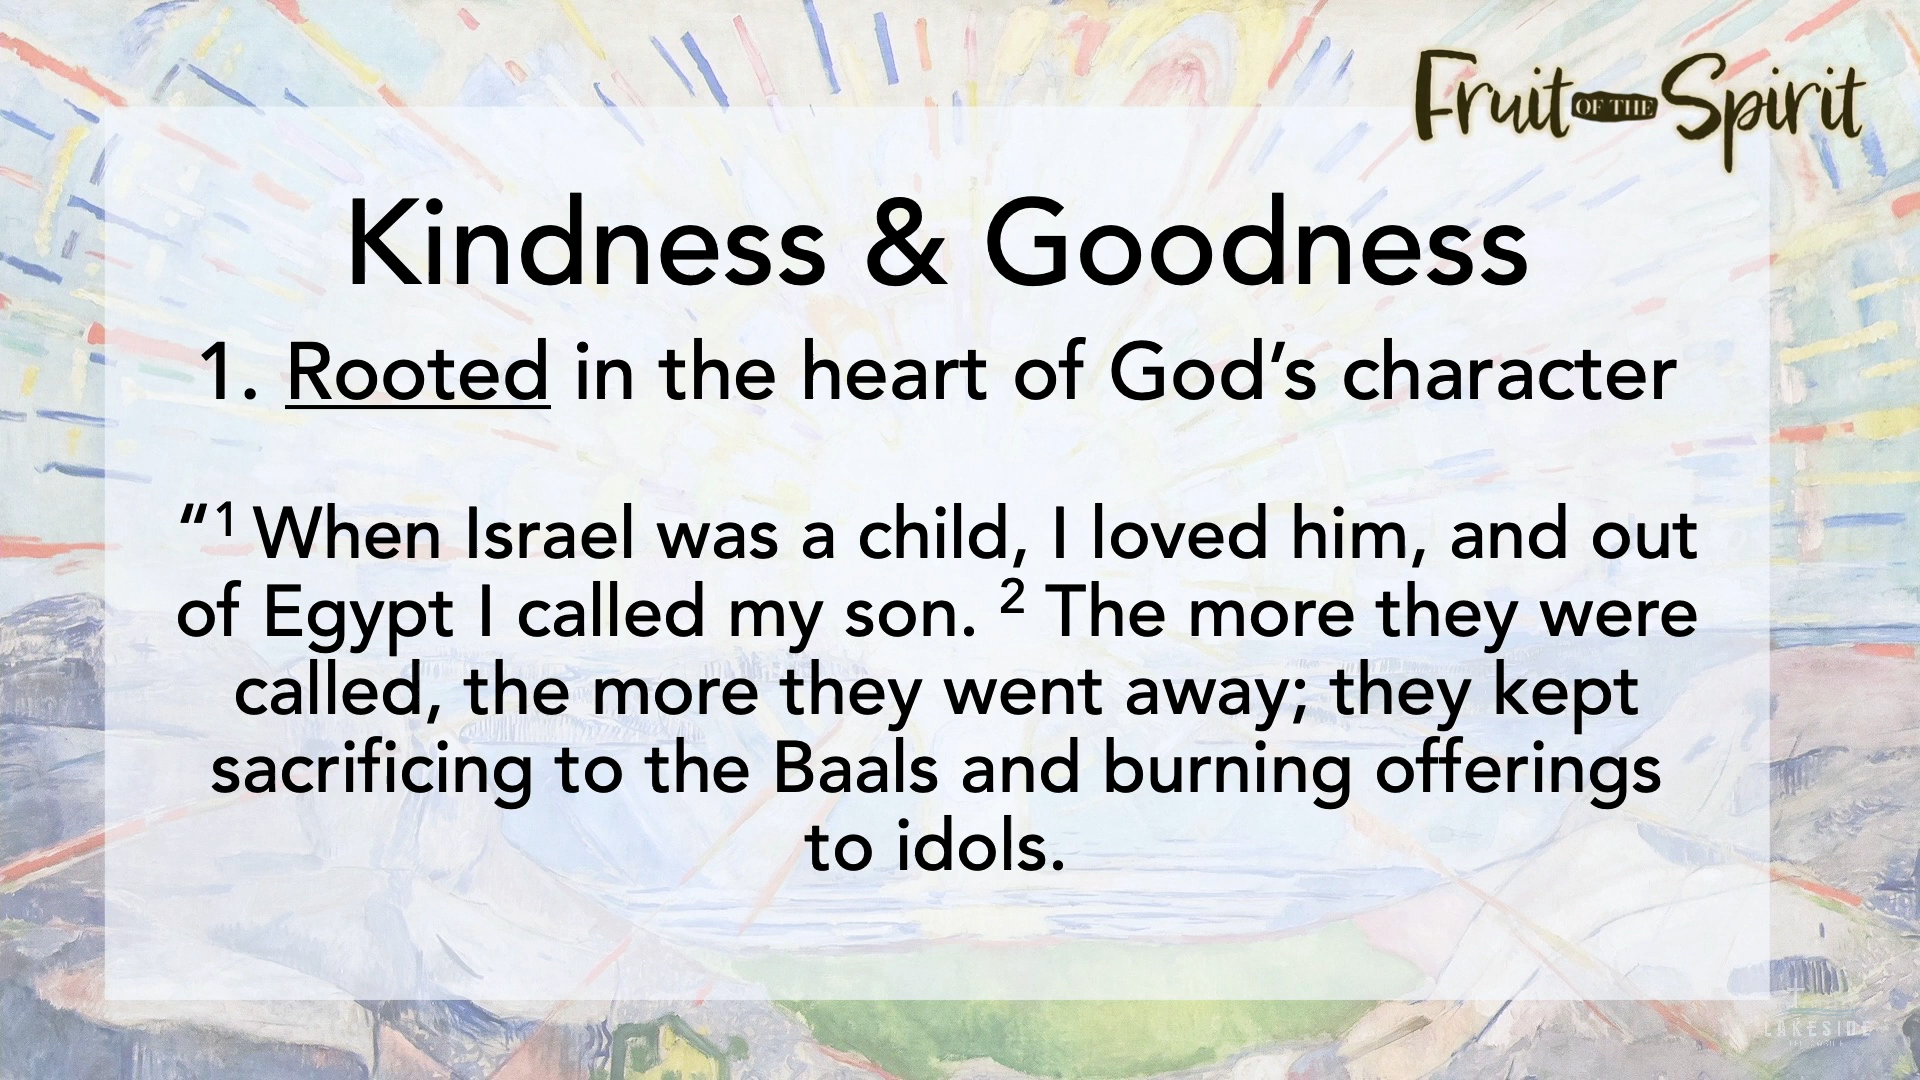 Fruit OF THE Spirit
Kindness & Goodness
1. Rooted in the heart of God’s character
“1 When Israel was a child, I loved him, and out
of Egypt I called my son. 2 The more they were
called, the more they went away; they kept
sacrificing to the Baals and burning offerings
to idols.
LAKESIDE